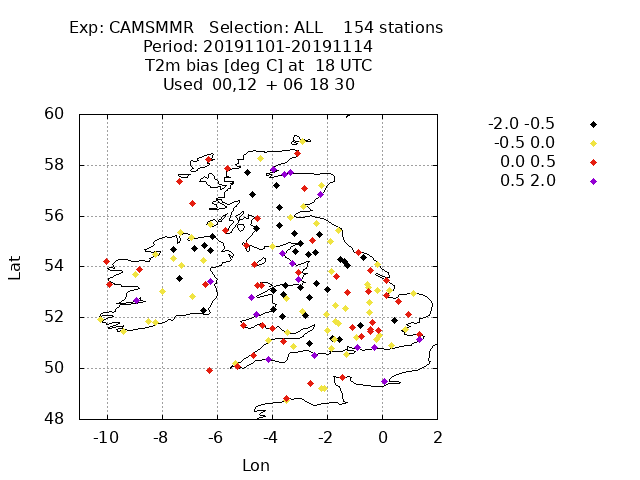 Exp: CAMSMMR   Selection: ALL    154 stations
Period: 20191101-20191114
T2m bias [deg C] at  18 UTC
Used  00,12  + 06 18 30
-2.0 -0.5
-0.5 0.0
0.0 0.5
0.5 2.0
60
58
56
54
52
50
48
Lat
-10 -8 -6 -4 -2 0 2
Lon